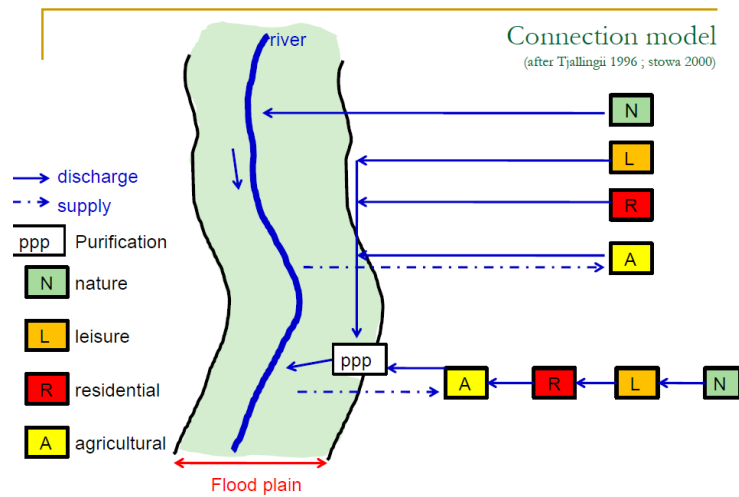 Connection model
(after Tjallingii 1996 ; stowa 2000)
river
N
L
R
A
discharge
supply
ppp Purification
N nature
L leisure
R residential
A agricultural
ppp
A R L N
Flood plain